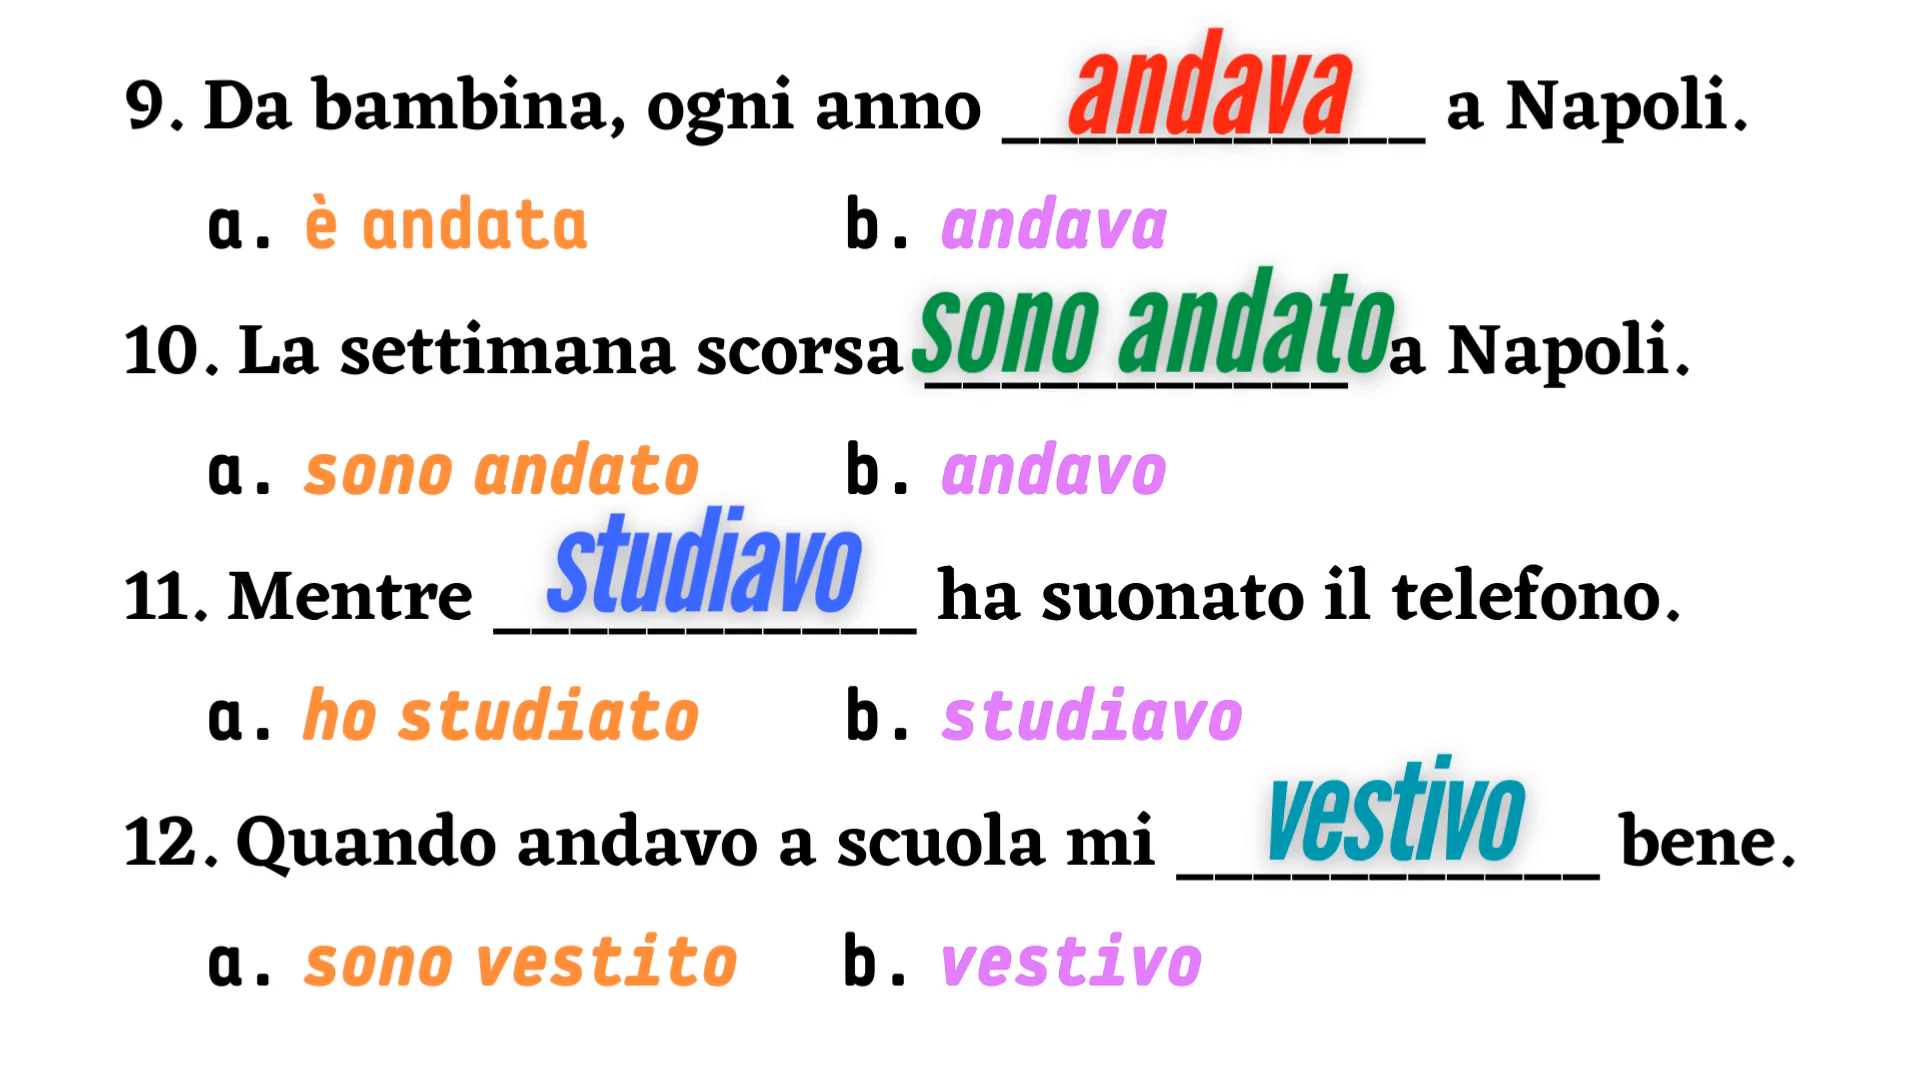 9. Da bambina, ogni anno andava a Napoli.
a. è andata b. andava
10. La settimana scorsa sono andato a Napoli.
a. sono andato b. andavo
11. Mentre studiavo ha suonato il telefono.
a. ho studiato b. studiavo
12. Quando andavo a scuola mi vestivo bene.
a. sono vestito b. vestivo